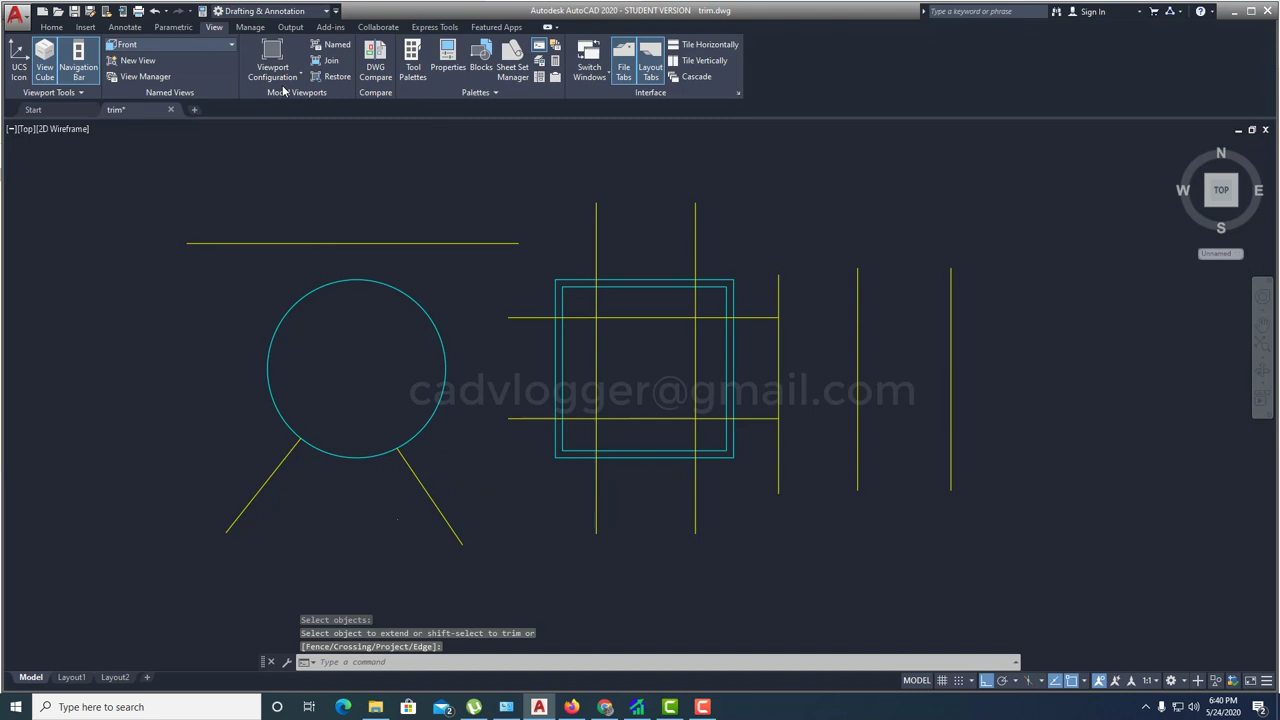 Drafting & Annotation
Autodesk AutoCAD 2020 - STUDENT VERSION trim.dwg
Type a keyword or phrase
Sign In
Home Insert Annotate Parametric View Manage Output Add-ins Collaborate Express Tools Featured Apps
UCS Icon
View Cube
Navigation Bar
Front
New View
View Manager
Viewport Configuration
Named
Join
Restore
DWG Compare
Tool Palettes
Properties
Blocks
Sheet Set Manager
Switch Windows
File Tabs
Layout Tabs
Tile Horizontally
Tile Vertically
Cascade
Viewport Tools
Named Views
Compare
Palettes
Interface
Start
trim*
[−][Top][2D Wireframe]
N
W TOP E
S
Unnamed
cadvlogger@gmail.com
Select objects:
Select object to extend or shift-select to trim or
[Fence/Crossing/Project/Edge]:
Type a command
Model Layout1 Layout2
MODEL
1:1
Type here to search
6:40 PM
5/24/2020